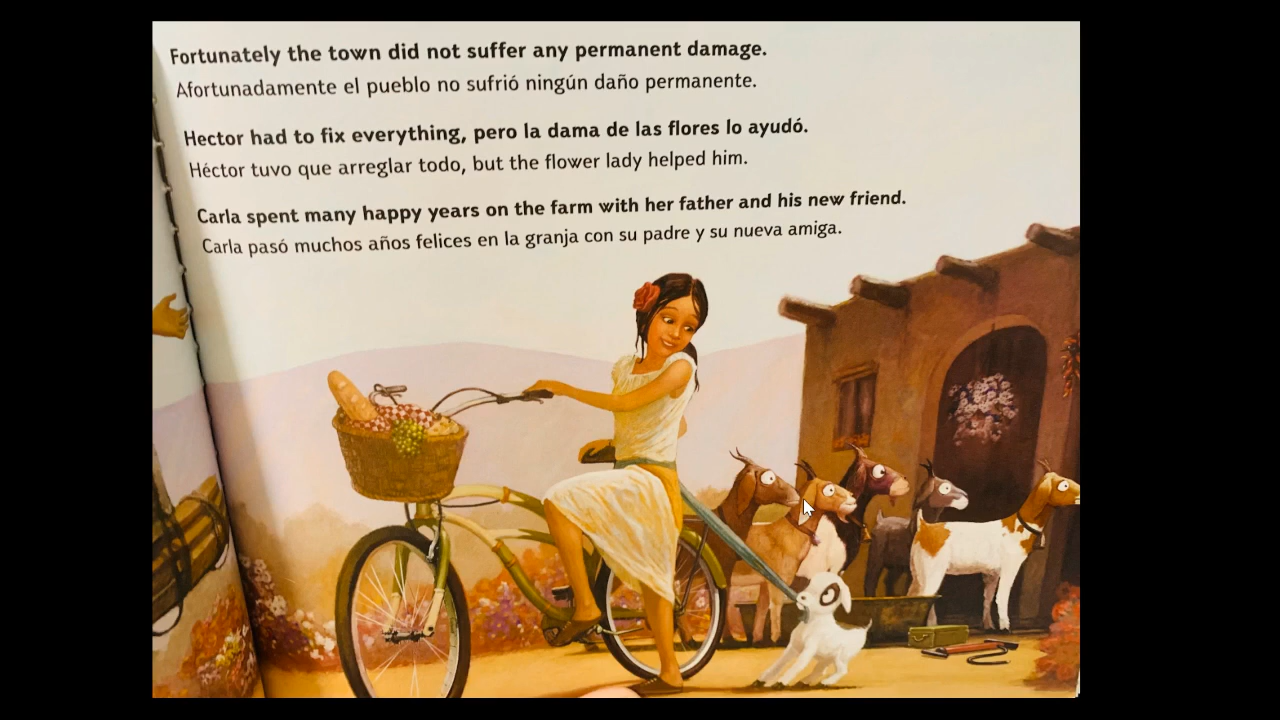 Fortunately the town did not suffer any permanent damage.
Afortunadamente el pueblo no sufrió ningún daño permanente.
Hector had to fix everything, pero la dama de las flores lo ayudó.
Héctor tuvo que arreglar todo, but the flower lady helped him.
Carla spent many happy years on the farm with her father and his new friend.
Carla pasó muchos años felices en la granja con su padre y su nueva amiga.